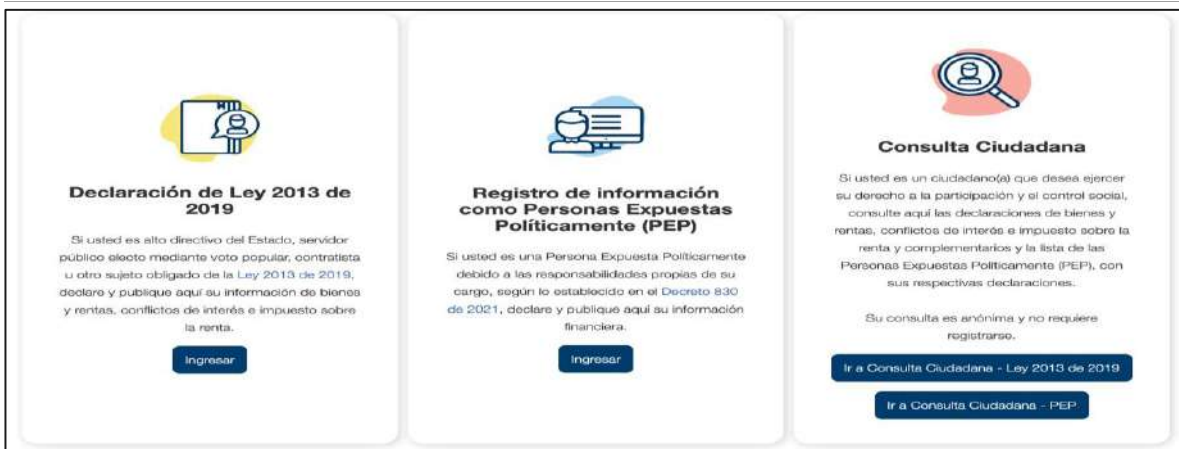 Declaración de Ley 2013 de
2019
Si usted es alto directivo del Estado, servidor
público electo mediante voto popular, contratista
u otro sujeto obligado de la Ley 2013 de 2019,
declare y publique aquí su información de bienes
y rentas, conflictos de interés e impuesto sobre
la renta.
Ingresar
Registro de información
como Personas Expuestas
Políticamente (PEP)
Si usted es una Persona Expuesta Políticamente
debido a las responsabilidades propias de su
cargo, según lo establecido en el Decreto 830
de 2021, declare y publique aquí su información
financiera.
Ingresar
Consulta Ciudadana
Si usted es un ciudadano(a) que desea ejercer
su derecho a la participación y el control social,
consulte aquí las declaraciones de bienes y
rentas, conflictos de interés e impuesto sobre la
renta y complementarios y la lista de las
Personas Expuestas Políticamente (PEP), con
sus respectivas declaraciones.
Su consulta es anónima y no requiere
registrarse.
Ir a Consulta Ciudadana - Ley 2013 de 2019
Ir a Consulta Ciudadana - PEP